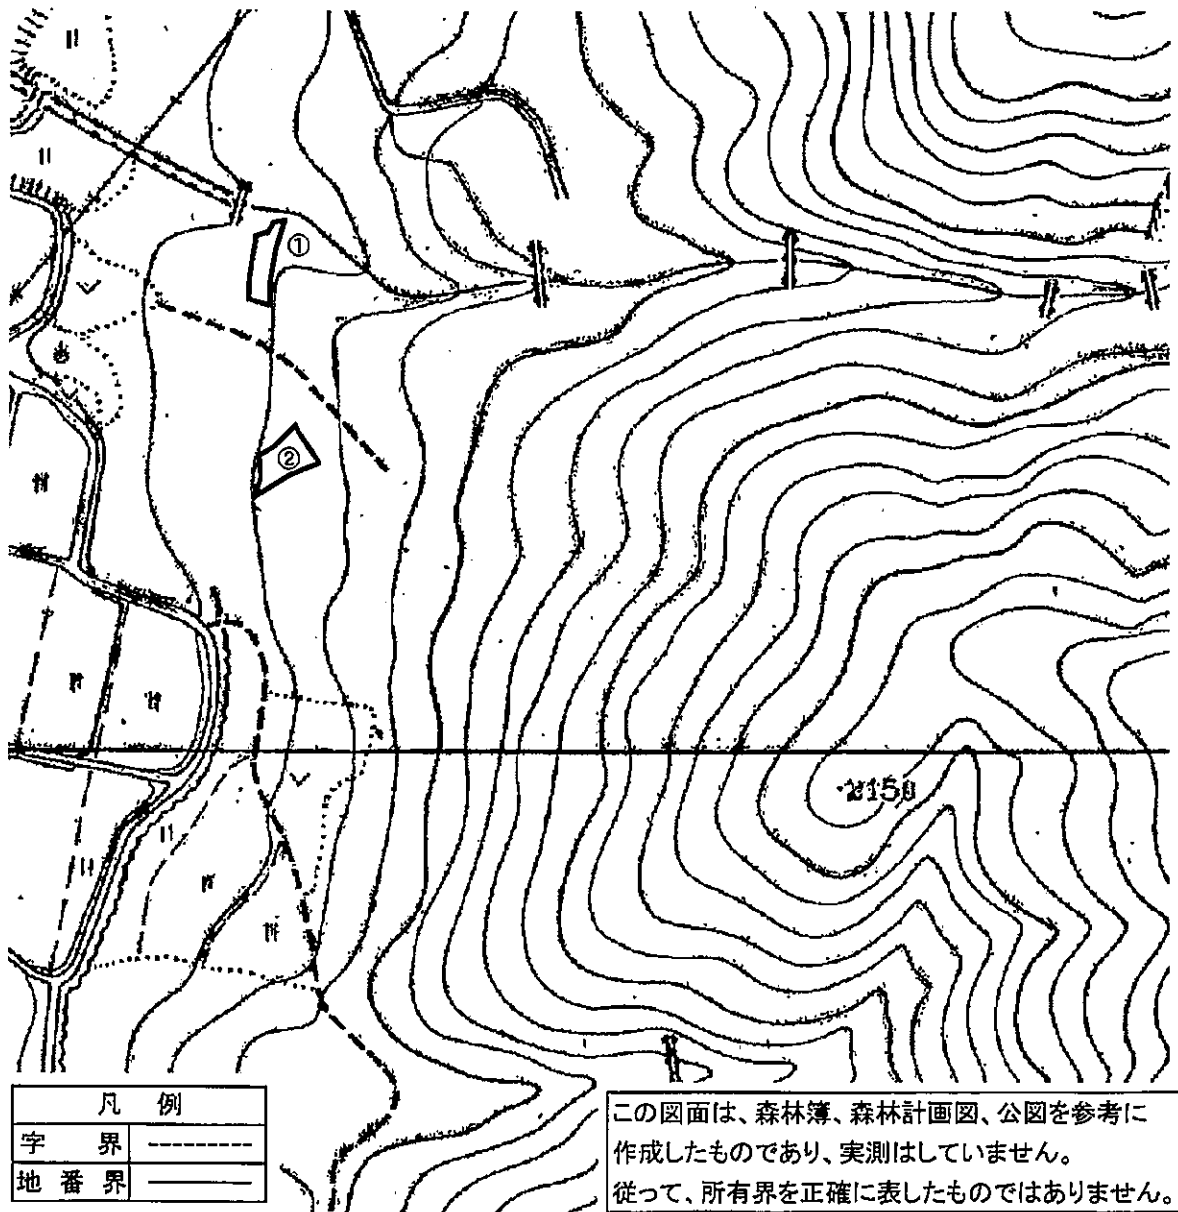 ①
②
凡 例
字 界
地 番 界
この図面は、森林簿、森林計画図、公図を参考に
作成したものであり、実測はしていません。
従って、所有界を正確に表したものではありません。